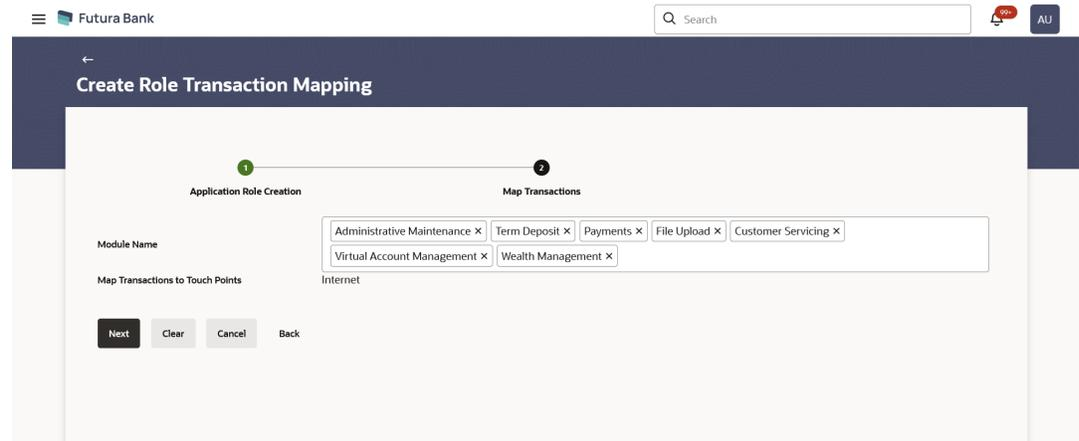 Futura Bank
Search
99+
AU
Create Role Transaction Mapping
1
2
Application Role Creation
Map Transactions
Module Name
Administrative Maintenance × Term Deposit × Payments × File Upload × Customer Servicing ×
Virtual Account Management × Wealth Management ×
Map Transactions to Touch Points
Internet
Next Clear Cancel Back